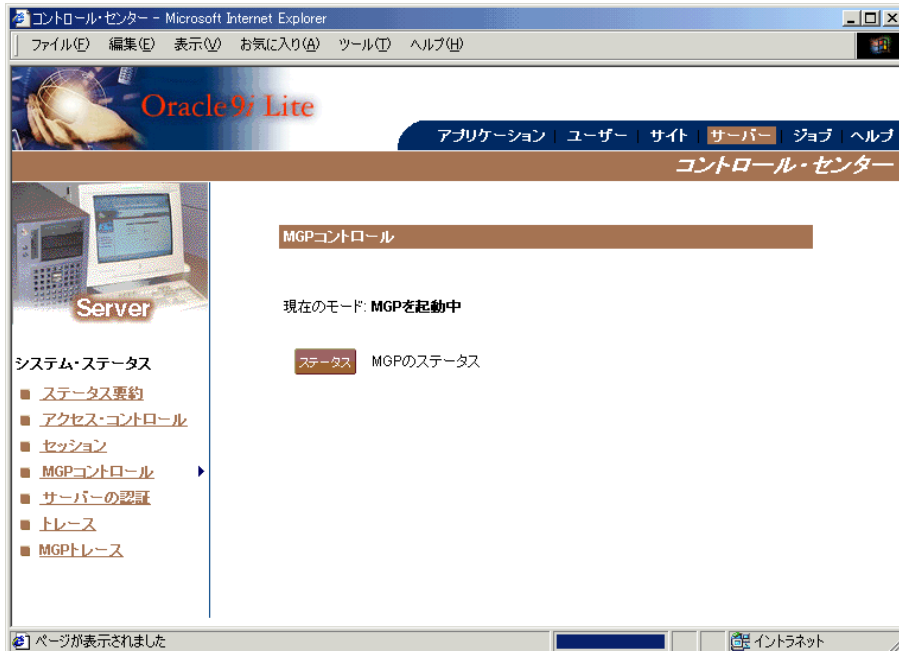 コントロール・センター - Microsoft Internet Explorer
ファイル(F) 編集(E) 表示(V) お気に入り(A) ツール(T) ヘルプ(H)
Oracle9i Lite
アプリケーション ユーザー サイト サーバー ジョブ ヘルプ
コントロール・センター
Server
システム・ステータス
ステータス要約
アクセス・コントロール
セッション
MGPコントロール
サーバーの認証
トレース
MGPトレース
MGPコントロール
現在のモード: MGPを起動中
ステータス MGPのステータス
ページが表示されました イントラネット